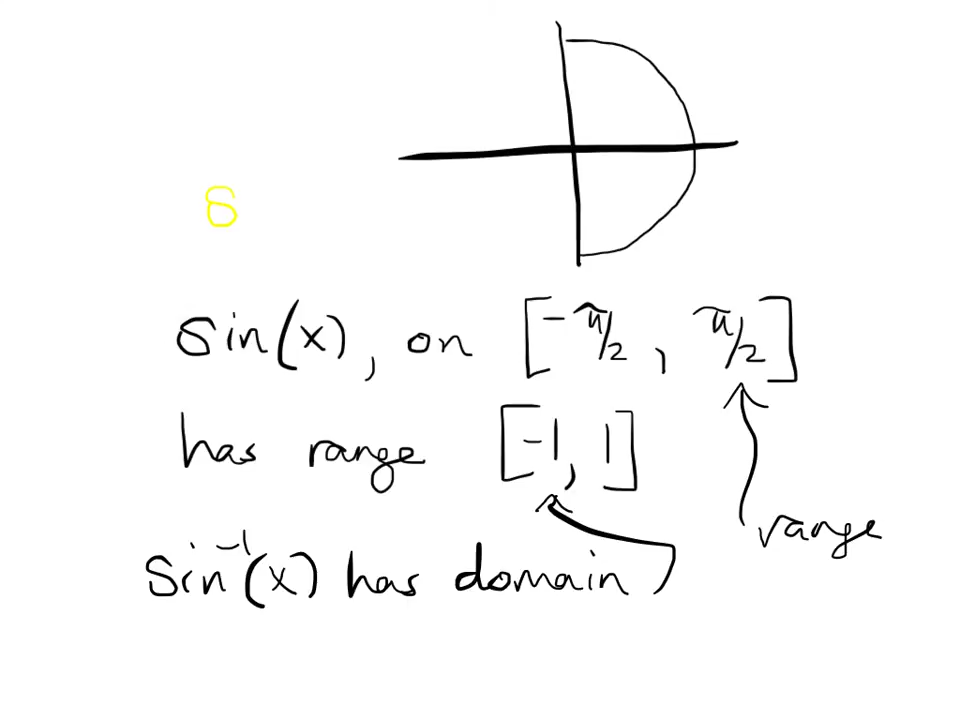 S
sin(x), on [-π/2, π/2]
has range [-1, 1]
range
sin⁻¹(x) has domain